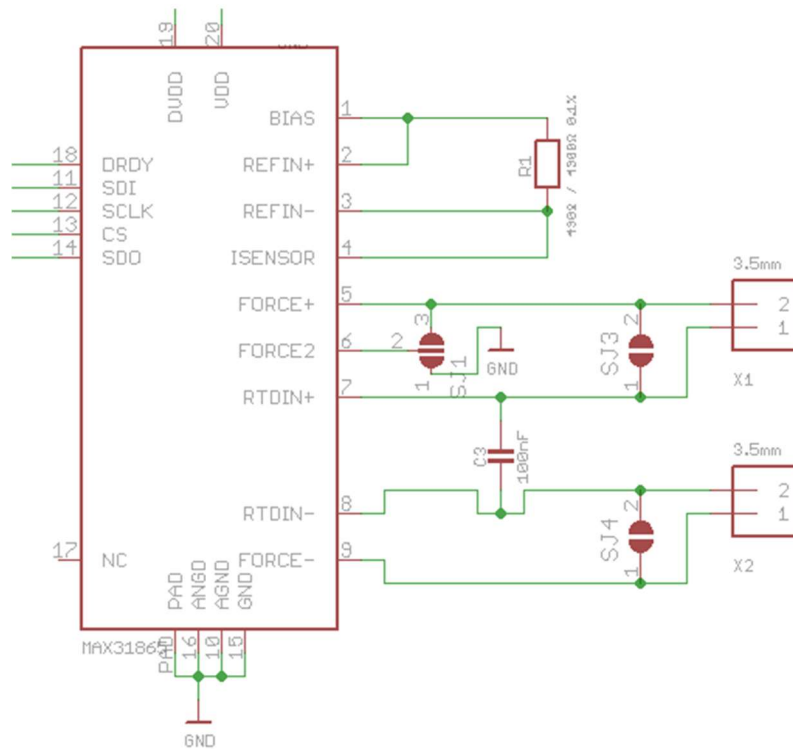 19
20
DVDD
VDD
BIAS
1
REFIN+
2
REFIN-
3
ISENSOR
4
18
DRDY
11
SDI
12
SCLK
13
CS
14
SDO
R1
430Ω / 4300Ω 0.1%
FORCE+
5
FORCE2
6
RTDIN+
7
3
2
1
SJ1
GND
2
SJ3
1
3.5mm
2
1
X1
C3
100nF
RTDIN-
8
FORCE-
9
2
SJ4
1
3.5mm
2
1
X2
17
NC
PAD
ANGD
AGND
GND
MAX31865
PAD
16
10
15
GND